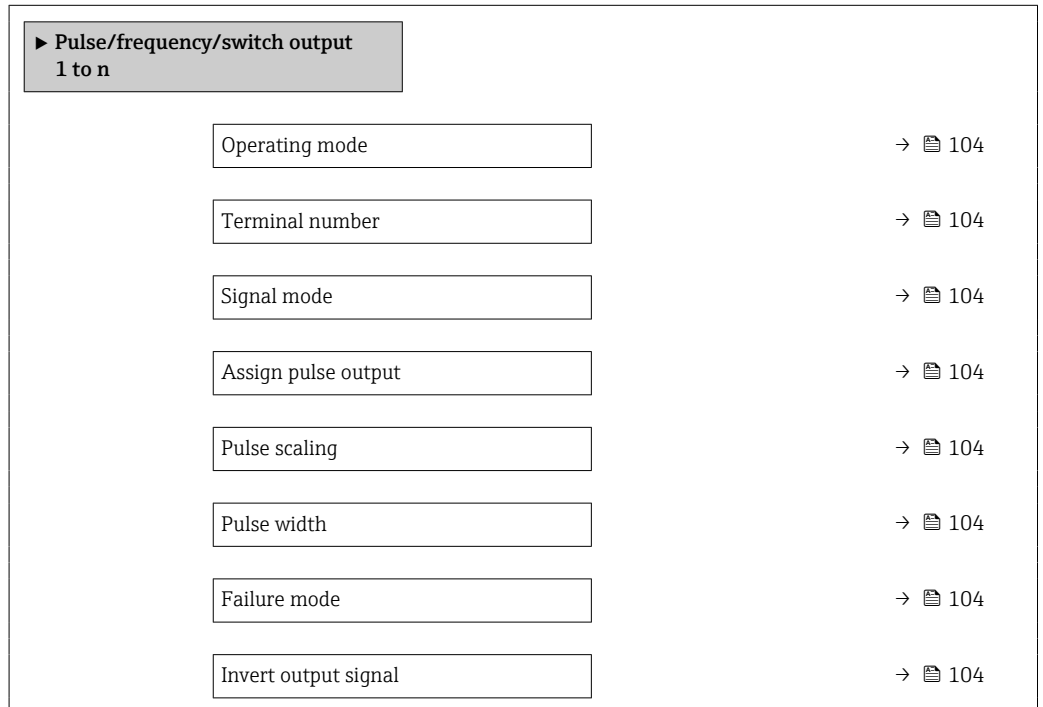 ► Pulse/frequency/switch output
1 to n
Operating mode → 104
Terminal number → 104
Signal mode → 104
Assign pulse output → 104
Pulse scaling → 104
Pulse width → 104
Failure mode → 104
Invert output signal → 104